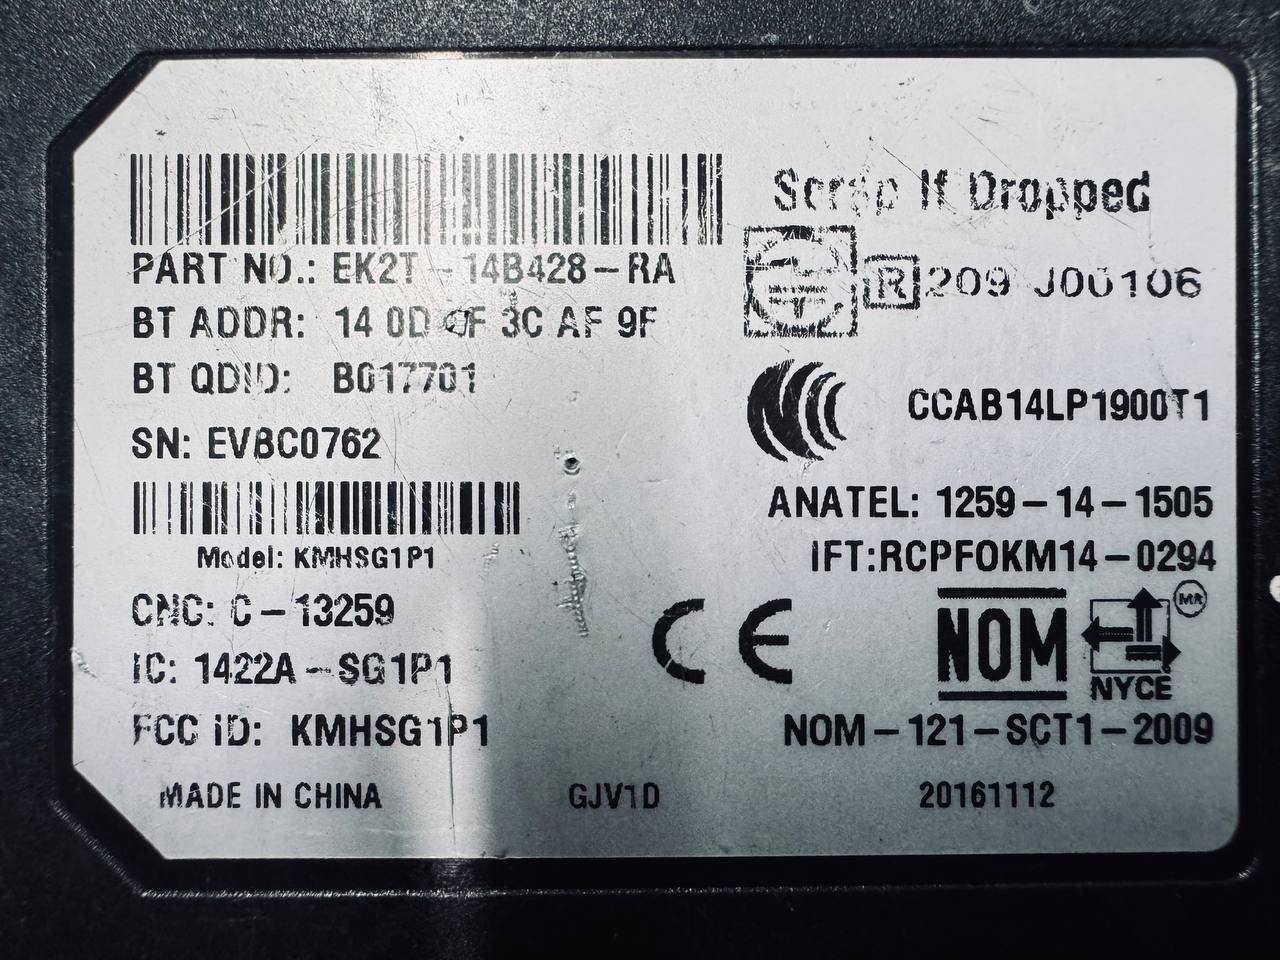 Scrap If Dropped
PART NO.: EK2T-14B428-RA
R 209-J00106
BT ADDR: 14 0D 3C AF 9F
BT QDID: B017701
CCAB14LP1900T1
SN: EVBC0762
ANATEL: 1259-14-1505
Model: KMHSG1P1
IFT:RCPFOKM14-0294
CNC: C-13259
CE
NOM
MR
NYCE
IC: 1422A-SG1P1
FCC ID: KMHSG1P1
NOM-121-SCT1-2009
MADE IN CHINA
GJV1D
20161112